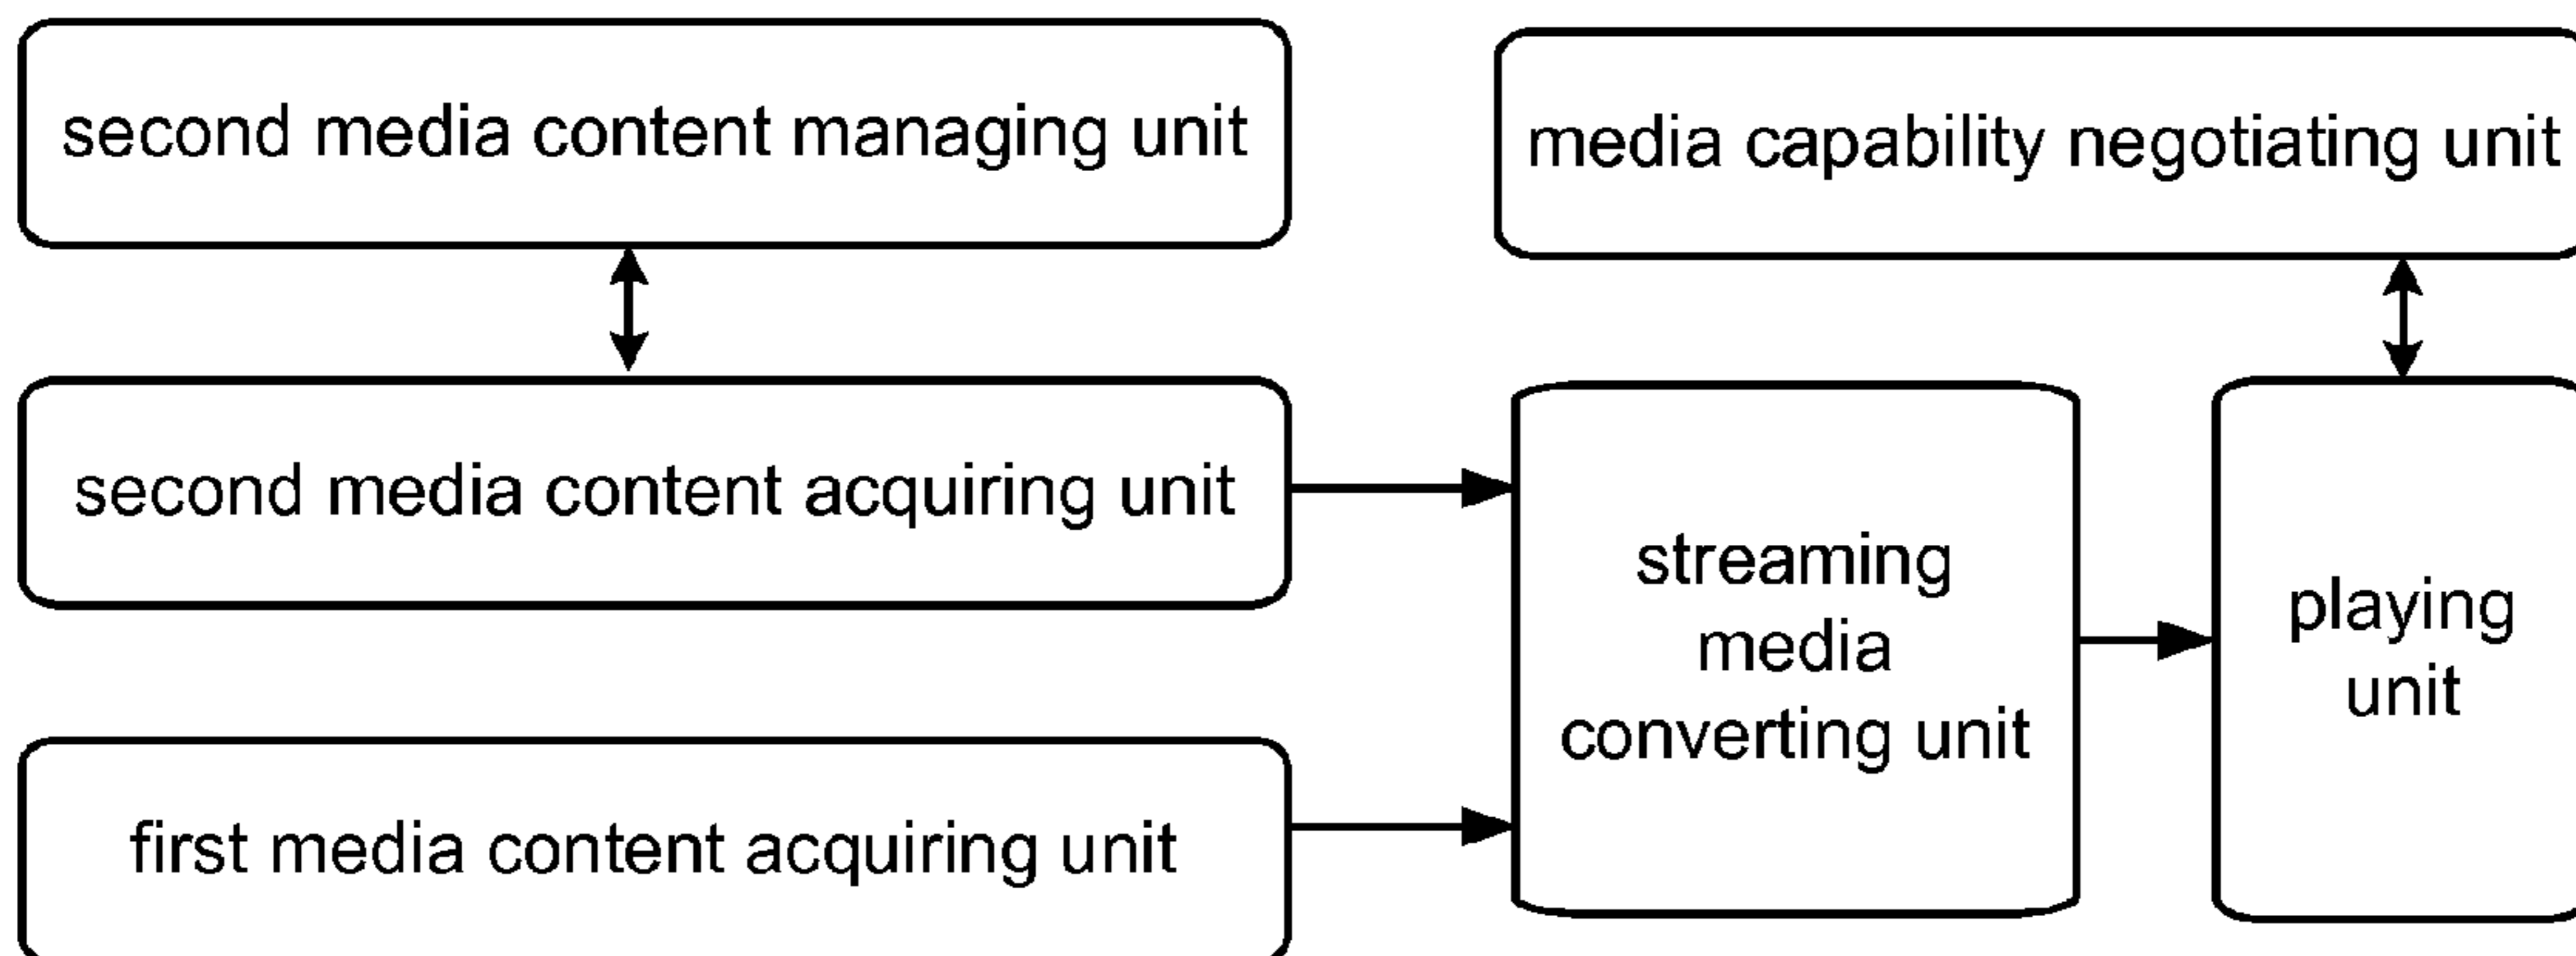 second media content managing unit
media capability negotiating unit
second media content acquiring unit
first media content acquiring unit
streaming
media
converting unit
playing
unit